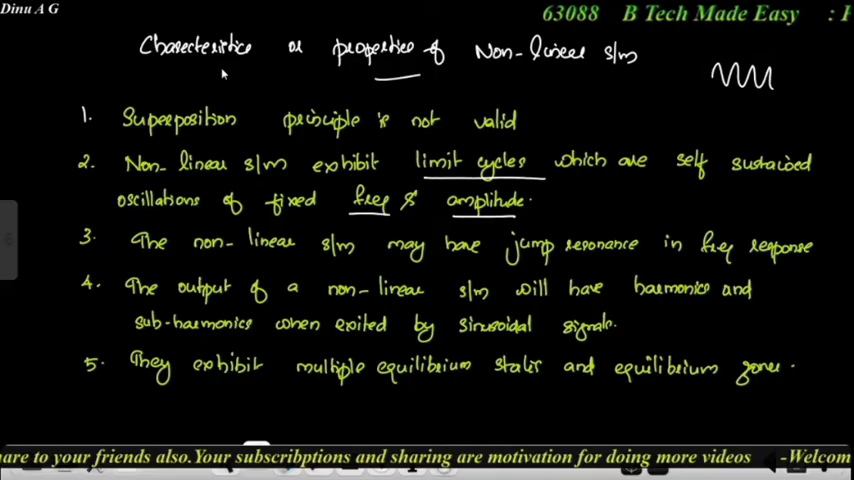 Dinu A G
63088 B Tech Made Easy : H
Charecteristics or properties of Non-linear s/m
1. Superposition principle is not valid
2. Non-linear s/m exhibit limit cycles which are self sustained
oscillations of fixed freq & amplitude.
3. The non-linear s/m may have jump resonance in freq response
4. The output of a non-linear s/m will have harmonics and
sub-harmonics when exited by sinusoidal signals.
5. They exhibit multiple equilibrium states and equilibrium zones.
are to your friends also.Your subscribptions and sharing are motivation for doing more videos -Welcom